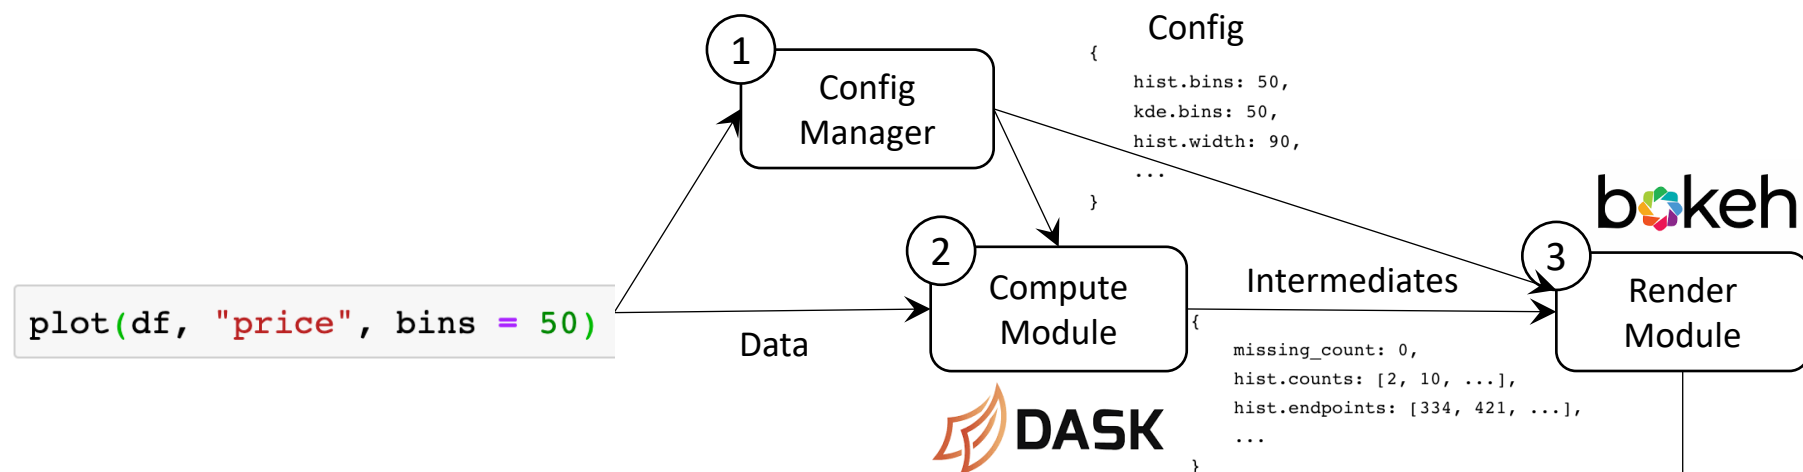 plot(df, "price", bins = 50)
Data
1
Config
Manager
Config
{
hist.bins: 50,
kde.bins: 50,
hist.width: 90,
...
}
2
Compute
Module
DASK
Intermediates
{
missing_count: 0,
hist.counts: [2, 10, ...],
hist.endpoints: [334, 421, ...],
...
}
bokeh
3
Render
Module